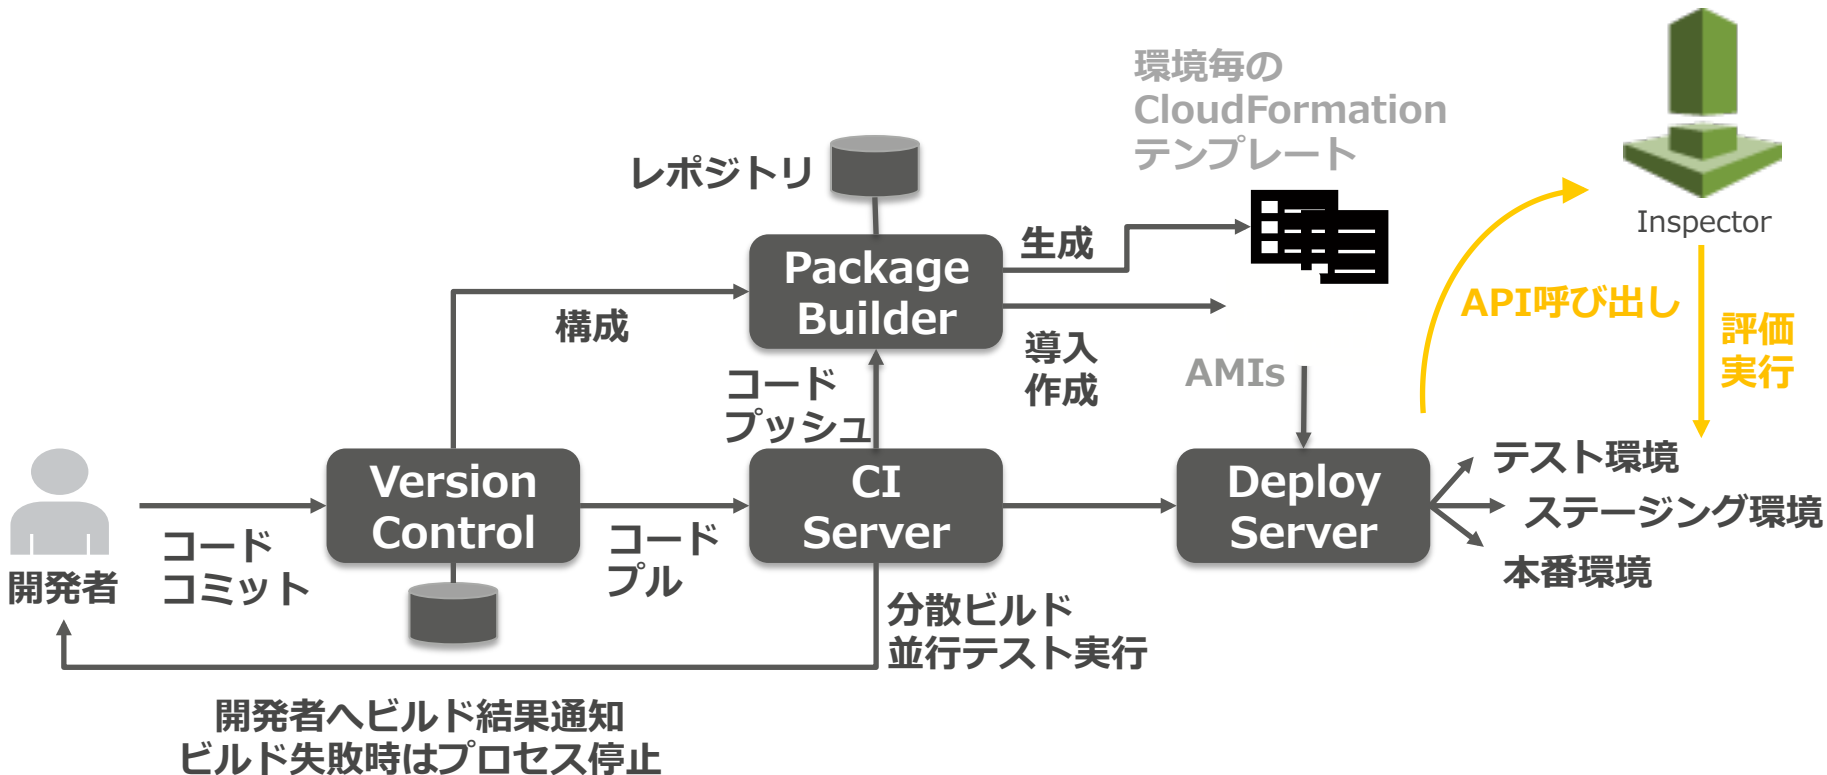 環境毎の
CloudFormation
テンプレート
レポジトリ
Inspector
生成
Package
Builder
構成
導入
作成
API呼び出し
評価
実行
AMIs
コード
プッシュ
開発者
コード
コミット
Version
Control
コード
プル
CI
Server
Deploy
Server
テスト環境
ステージング環境
本番環境
分散ビルド
並行テスト実行
開発者へビルド結果通知
ビルド失敗時はプロセス停止